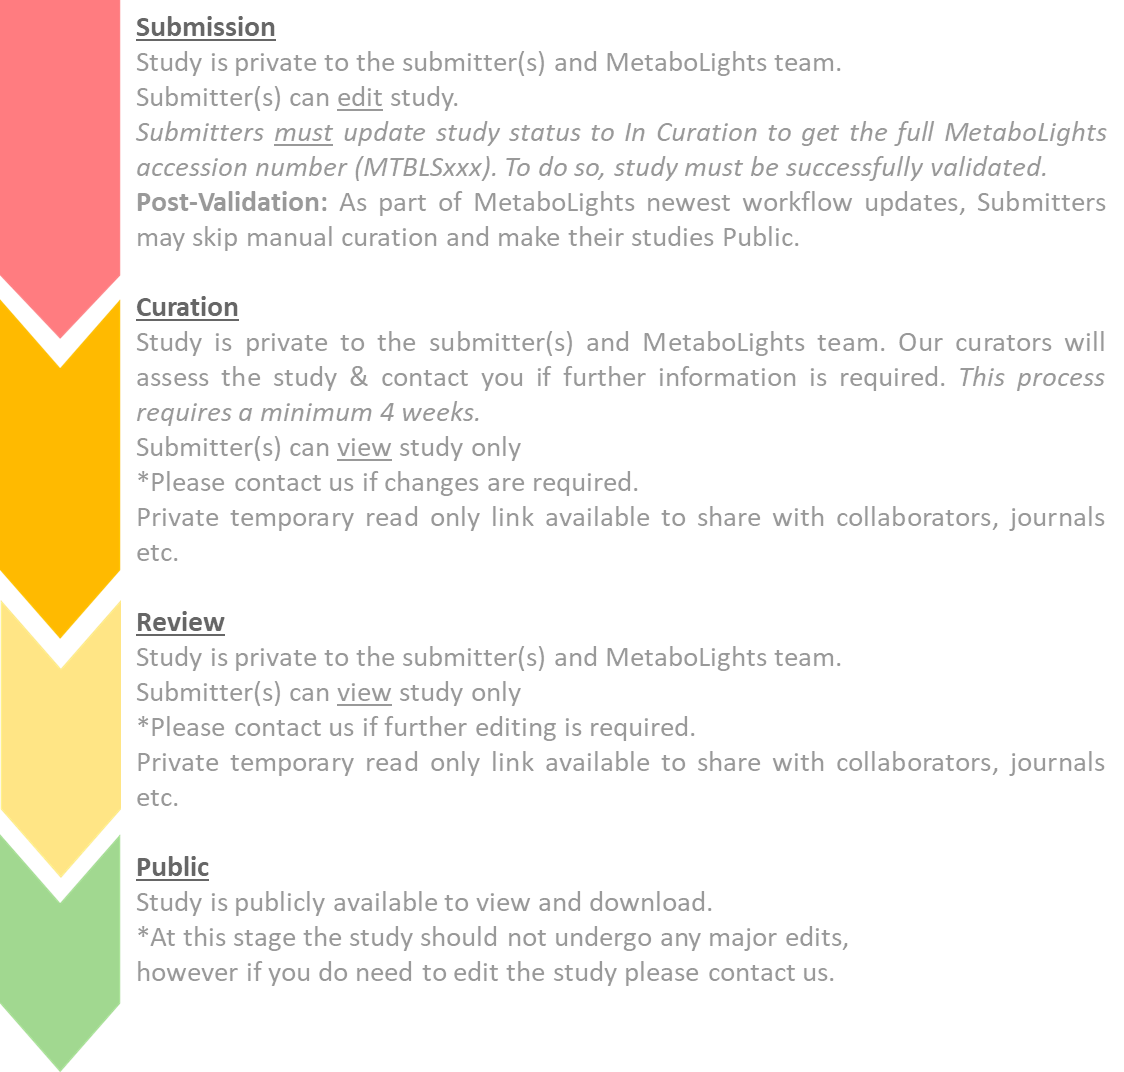 Submission
Study is private to the submitter(s) and MetaboLights team.
Submitter(s) can edit study.
Submitters must update study status to In Curation to get the full MetaboLights
accession number (MTBLSxxx). To do so, study must be successfully validated.
Post-Validation: As part of MetaboLights newest workflow updates, Submitters
may skip manual curation and make their studies Public.
Curation
Study is private to the submitter(s) and MetaboLights team. Our curators will
assess the study & contact you if further information is required. This process
requires a minimum 4 weeks.
Submitter(s) can view study only
*Please contact us if changes are required.
Private temporary read only link available to share with collaborators, journals
etc.
Review
Study is private to the submitter(s) and MetaboLights team.
Submitter(s) can view study only
*Please contact us if further editing is required.
Private temporary read only link available to share with collaborators, journals
etc.
Public
Study is publicly available to view and download.
*At this stage the study should not undergo any major edits,
however if you do need to edit the study please contact us.